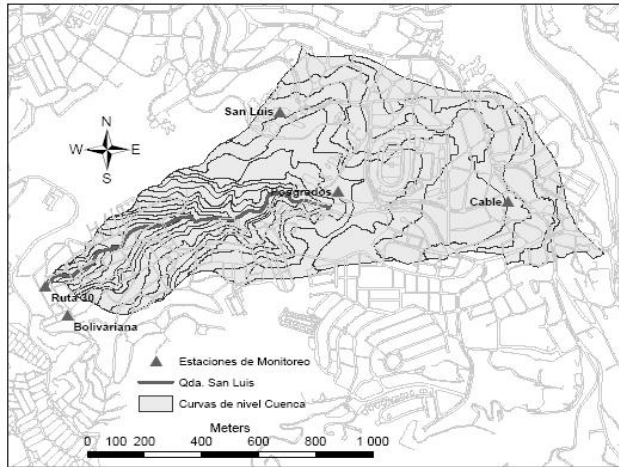 San Luis
N
W E
S
Posgrados
Cable
Ruta 30
Bolivariana
Estaciones de Monitoreo
Qda. San Luis
Curvas de nivel Cuenca
Meters
0 100 200 400 600 800 1 000